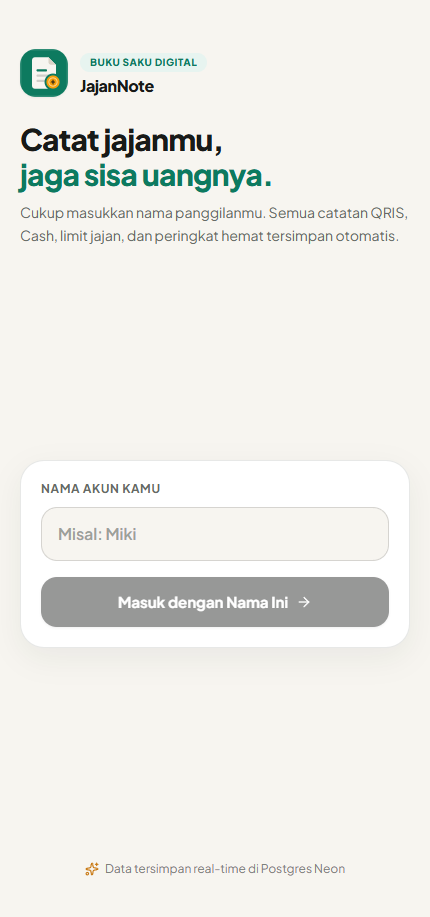 BUKU SAKU DIGITAL
JajanNote
Catat jajanmu,
jaga sisa uangnya.
Cukup masukkan nama panggilanmu. Semua catatan QRIS,
Cash, limit jajan, dan peringkat hemat tersimpan otomatis.
NAMA AKUN KAMU
Misal: Miki
Masuk dengan Nama Ini →
Data tersimpan real-time di Postgres Neon